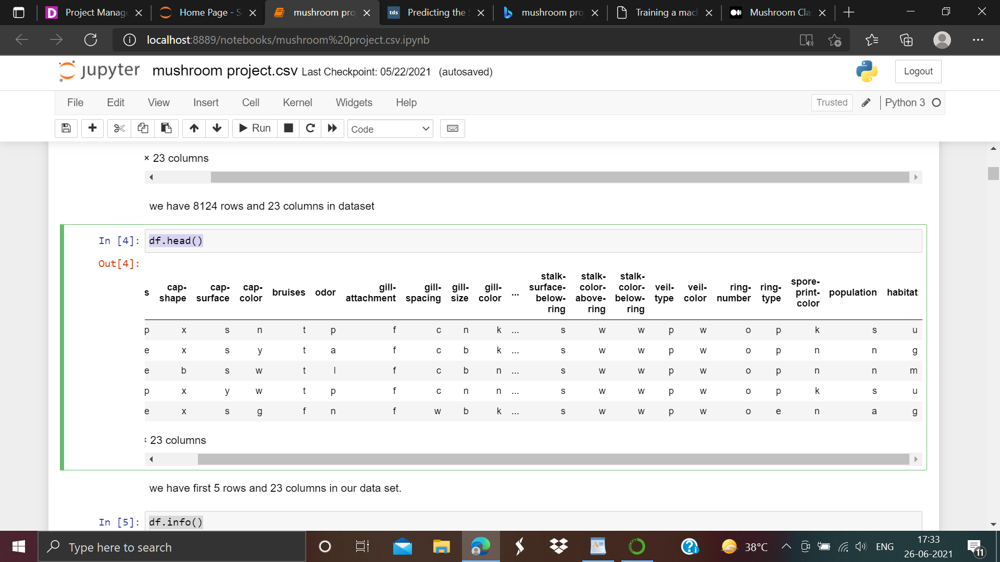 Project Manage
Home Page - S
mushroom pro
tds
Predicting the S
mushroom pro
Training a mac
Mushroom Cla
localhost:8889/notebooks/mushroom%20project.csv.ipynb
jupyter mushroom project.csv Last Checkpoint: 05/22/2021 (autosaved)
Logout
File Edit View Insert Cell Kernel Widgets Help
Trusted
Python 3
Run
Code
× 23 columns
we have 8124 rows and 23 columns in dataset
In [4]: df.head()
Out[4]:
s cap-shape cap-surface cap-color bruises odor gill-attachment gill-spacing gill-size gill-color ... stalk-surface-below-ring stalk-color-above-ring stalk-color-below-ring veil-type veil-color ring-number ring-type spore-print-color population habitat
p x s n t p f c n k ... s w w p w o p k s u
e x s y t a f c b k ... s w w p w o p n n g
e b s w t l f c b n ... s w w p w o p n n m
p x y w t p f c n n ... s w w p w o p k s u
e x s g f n f w b k ... s w w p w o e n a g
× 23 columns
we have first 5 rows and 23 columns in our data set.
In [5]: df.info()
Type here to search
38°C
ENG
17:33
26-06-2021
11